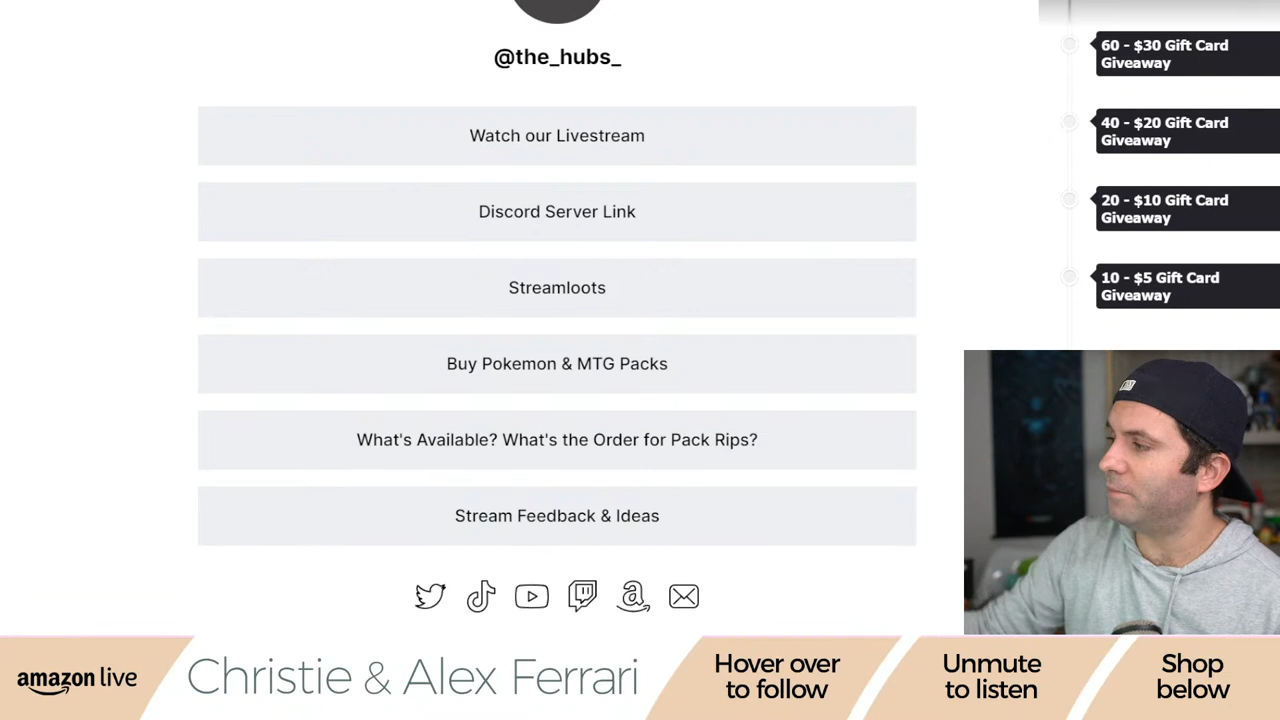 @the_hubs_
Watch our Livestream
Discord Server Link
Streamloots
Buy Pokemon & MTG Packs
What's Available? What's the Order for Pack Rips?
Stream Feedback & Ideas
60 - $30 Gift Card
Giveaway
40 - $20 Gift Card
Giveaway
20 - $10 Gift Card
Giveaway
10 - $5 Gift Card
Giveaway
amazon live
Christie & Alex Ferrari
Hover over
to follow
Unmute
to listen
Shop
below